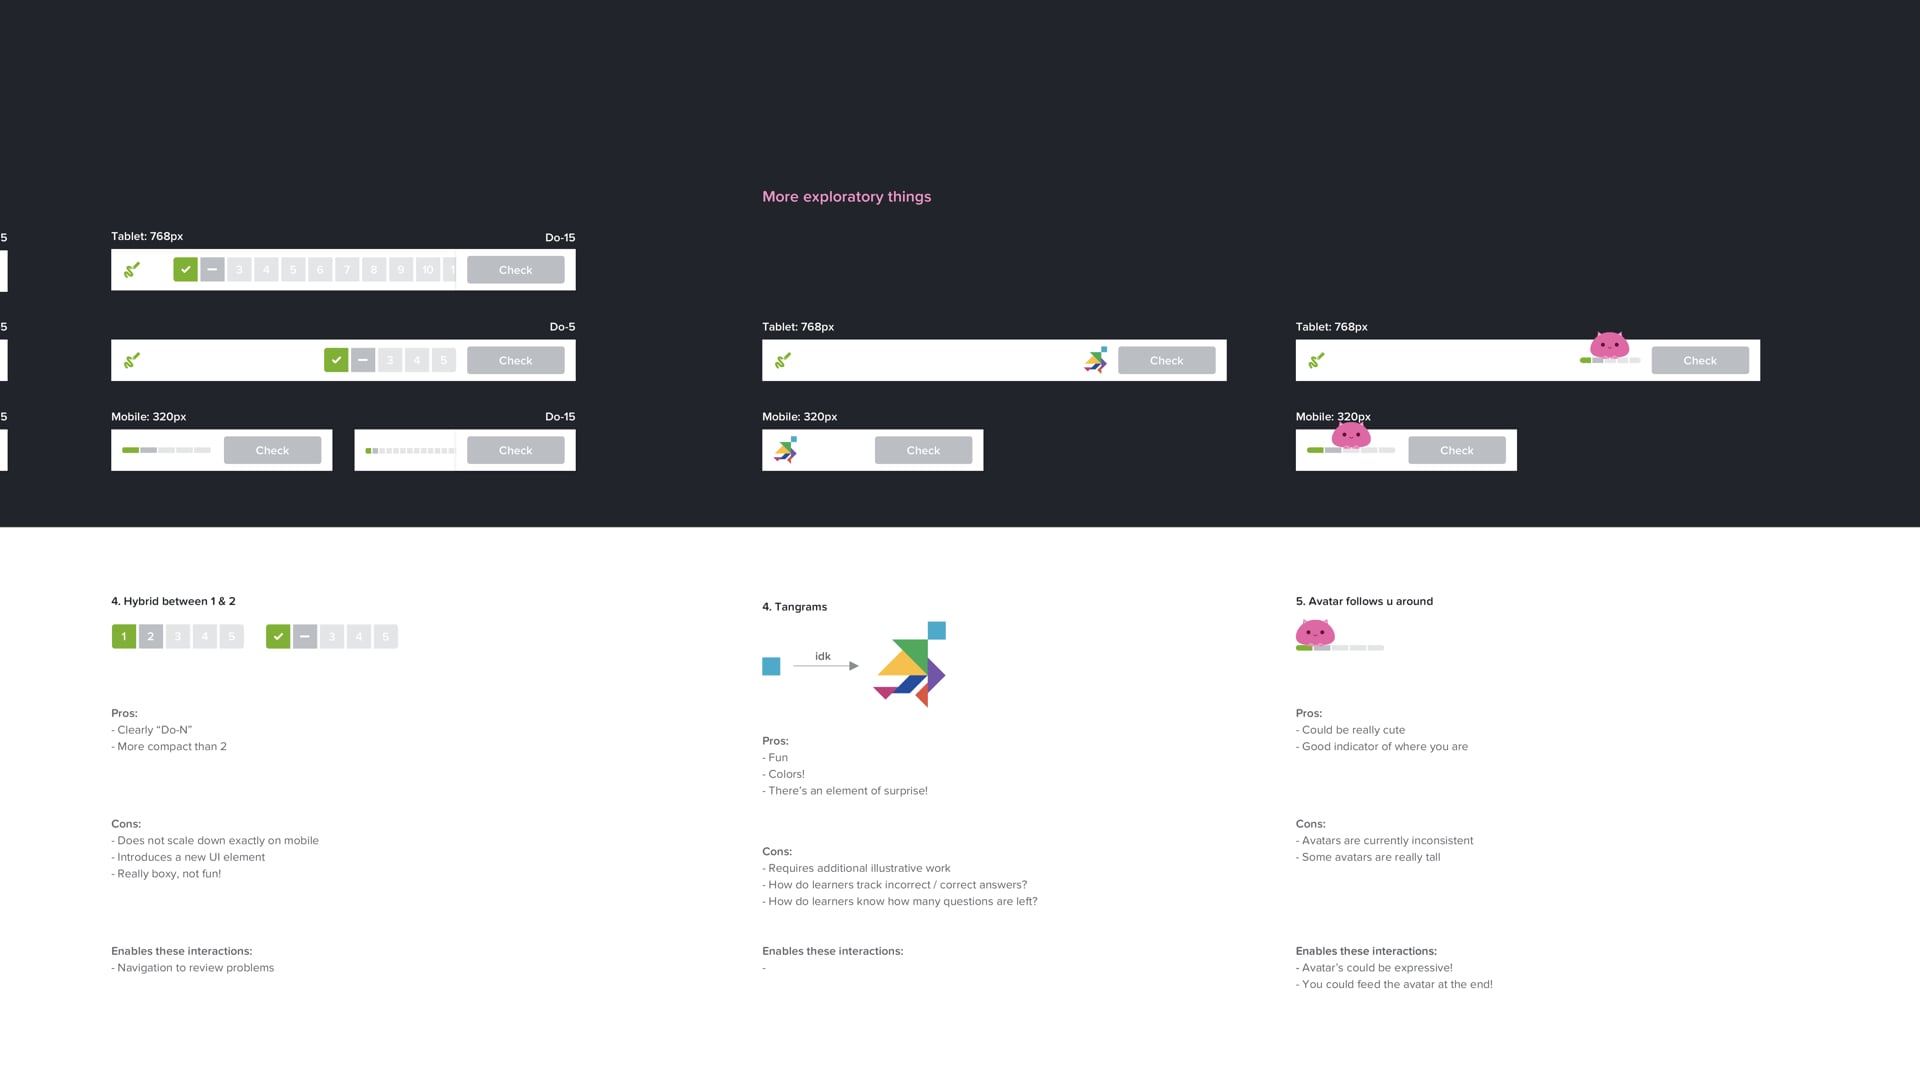 More exploratory things
5
Tablet: 768px
Do-15
3 4 5 6 7 8 9 10 1
Check
5
Do-5
3 4 5
Check
Tablet: 768px
Check
Tablet: 768px
Check
5
Mobile: 320px
Do-15
Check
Check
Mobile: 320px
Check
Mobile: 320px
Check
4. Hybrid between 1 & 2
1 2 3 4 5
3 4 5
Pros:
- Clearly “Do-N”
- More compact than 2
Cons:
- Does not scale down exactly on mobile
- Introduces a new UI element
- Really boxy, not fun!
Enables these interactions:
- Navigation to review problems
4. Tangrams
idk
Pros:
- Fun
- Colors!
- There’s an element of surprise!
Cons:
- Requires additional illustrative work
- How do learners track incorrect / correct answers?
- How do learners know how many questions are left?
Enables these interactions:
-
5. Avatar follows u around
Pros:
- Could be really cute
- Good indicator of where you are
Cons:
- Avatars are currently inconsistent
- Some avatars are really tall
Enables these interactions:
- Avatar’s could be expressive!
- You could feed the avatar at the end!